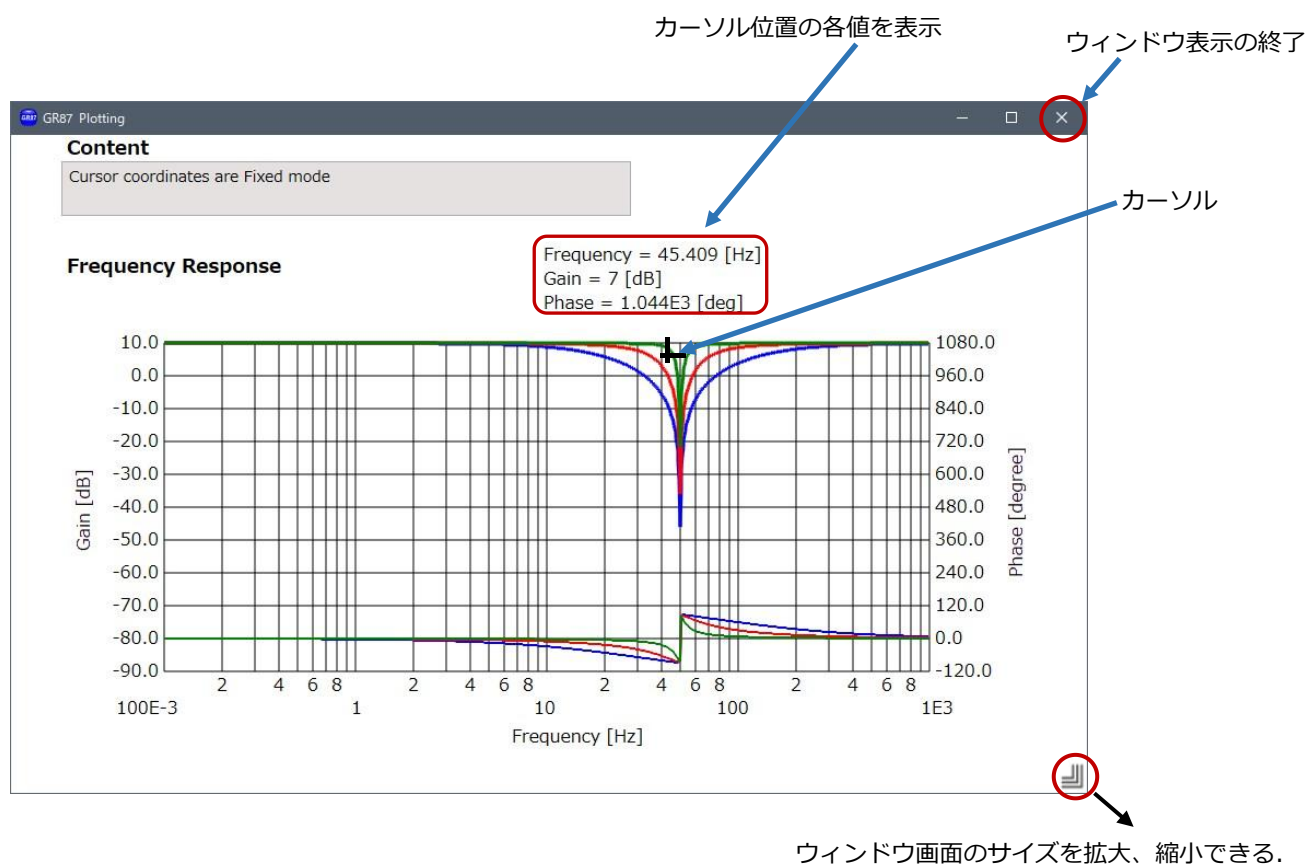 カーソル位置の各値を表示
ウィンドウ表示の終了
GR87 GR87 Plotting
Content
Cursor coordinates are Fixed mode
カーソル
Frequency = 45.409 [Hz]
Gain = 7 [dB]
Phase = 1.044E3 [deg]
Frequency Response
10.0 1080.0
0.0 960.0
-10.0 840.0
-20.0 720.0
-30.0 600.0
-40.0 480.0
-50.0 360.0
-60.0 240.0
-70.0 120.0
-80.0 0.0
-90.0 -120.0
Gain [dB]
Phase [degree]
2 4 6 8 2 4 6 8 2 4 6 8 2 4 6 8
100E-3 1 10 100 1E3
Frequency [Hz]
ウィンドウ画面のサイズを拡大、縮小できる.